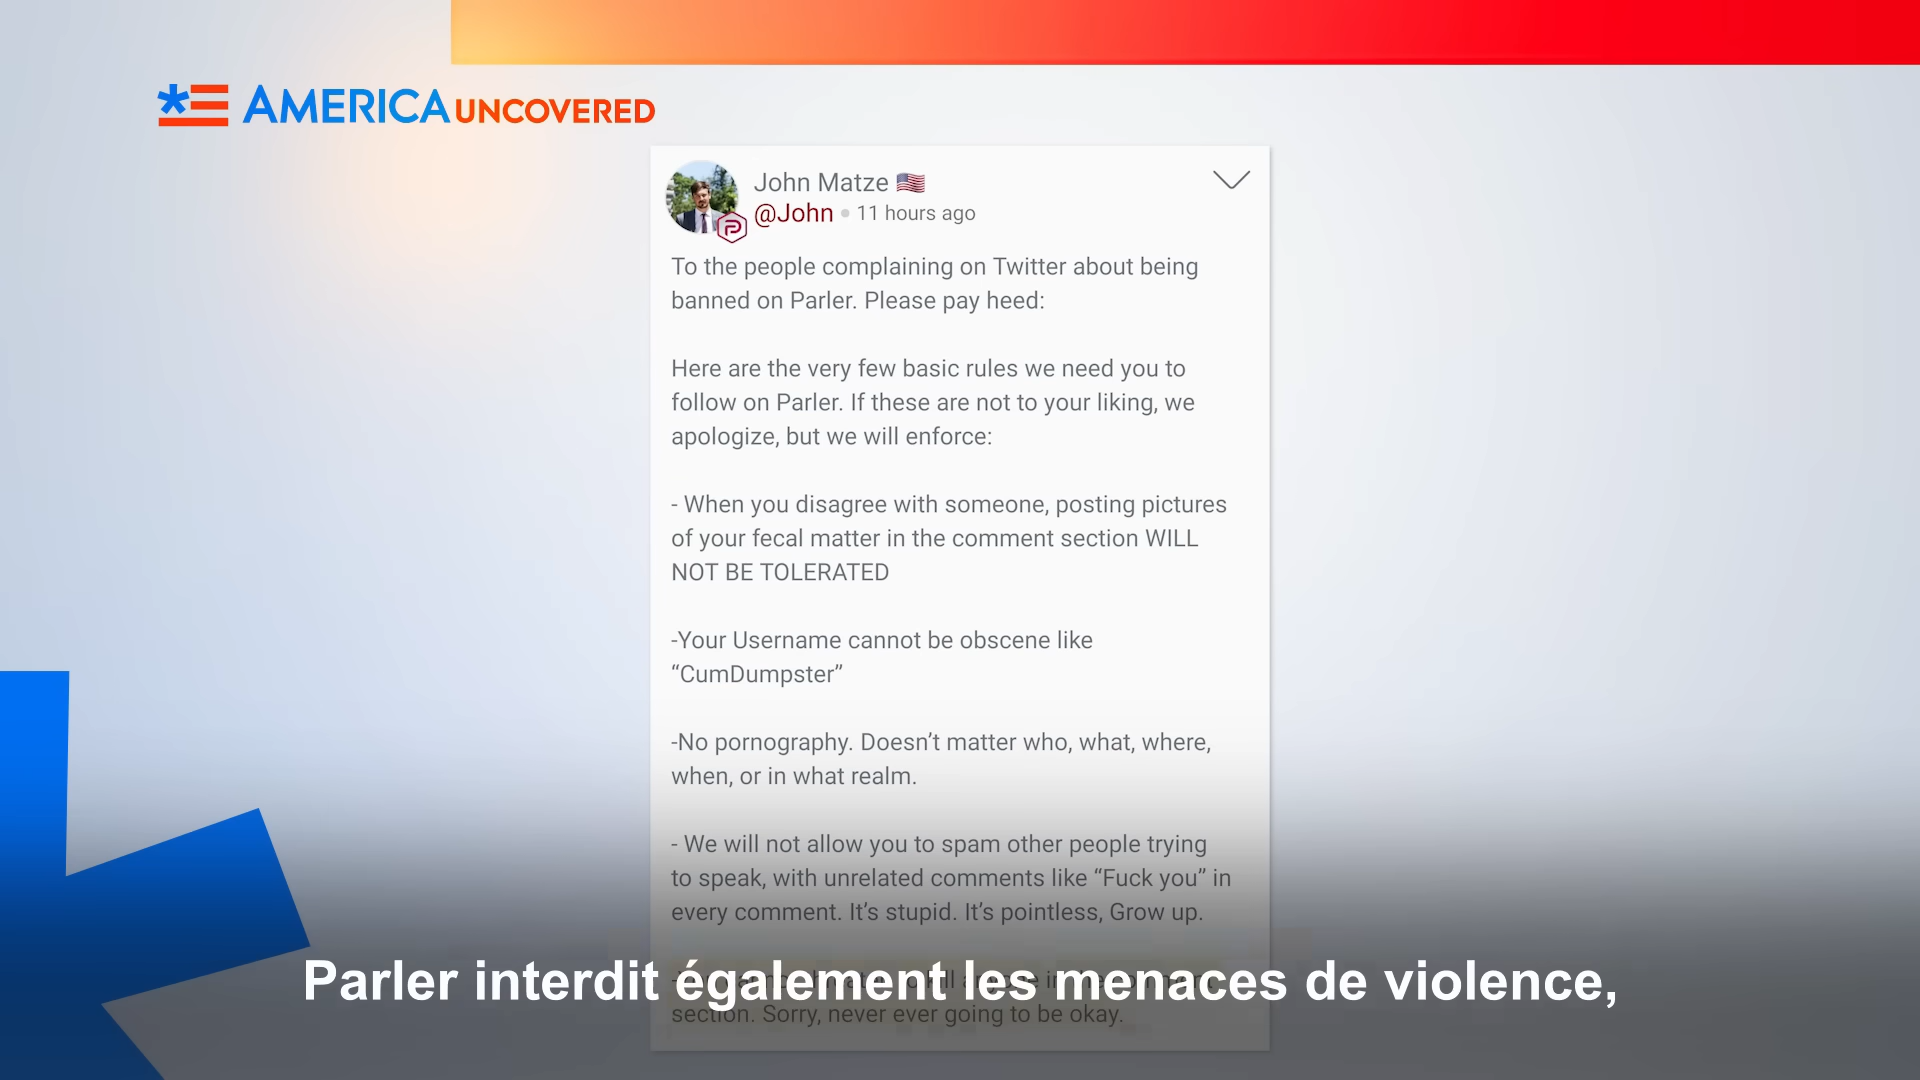 AMERICA UNCOVERED
John Matze 🇺🇸
@John • 11 hours ago
To the people complaining on Twitter about being
banned on Parler. Please pay heed:
Here are the very few basic rules we need you to
follow on Parler. If these are not to your liking, we
apologize, but we will enforce:
- When you disagree with someone, posting pictures
of your fecal matter in the comment section WILL
NOT BE TOLERATED
-Your Username cannot be obscene like
“CumDumpster”
-No pornography. Doesn’t matter who, what, where,
when, or in what realm.
- We will not allow you to spam other people trying
to speak, with unrelated comments like “Fuck you” in
every comment. It’s stupid. It’s pointless, Grow up.
section. Sorry, never ever going to be okay.
Parler interdit également les menaces de violence,